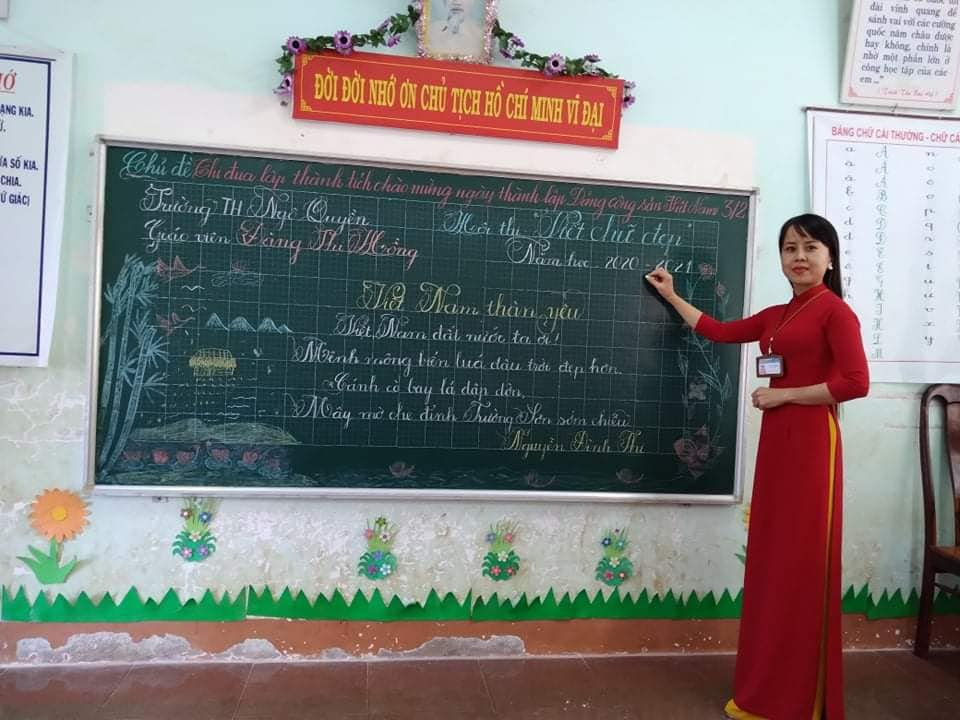 ĐỜI ĐỜI NHỚ ƠN CHỦ TỊCH HỒ CHÍ MINH VĨ ĐẠI
đài vinh quang để
sánh vai với các cường
quốc năm châu được
hay không, chính là
nhờ một phần lớn ở
công học tập của các
em ..."
Ớ
ẠNG KIA.
Ử.
ỬA SỐ KIA.
CHIA.
TỨ GIÁC)
BẢNG CHỮ CÁI THƯỜNG - CHỮ CÁ
Chủ đề Thi đua lập thành tích chào mừng ngày thành lập Đảng cộng sản Việt Nam 3/2
Trường TH Ngô Quyền
Hội thi "Viết chữ đẹp"
Giáo viên Đặng Thị Hồng
Năm học 2020 - 2021
Việt Nam thân yêu
Việt Nam đất nước ta ơi!
Mênh mông biển lúa đâu trời đẹp hơn.
Cánh cò bay lả dập dờn,
Mây mờ che đỉnh Trường Sơn sớm chiều
Nguyễn Đình Thi